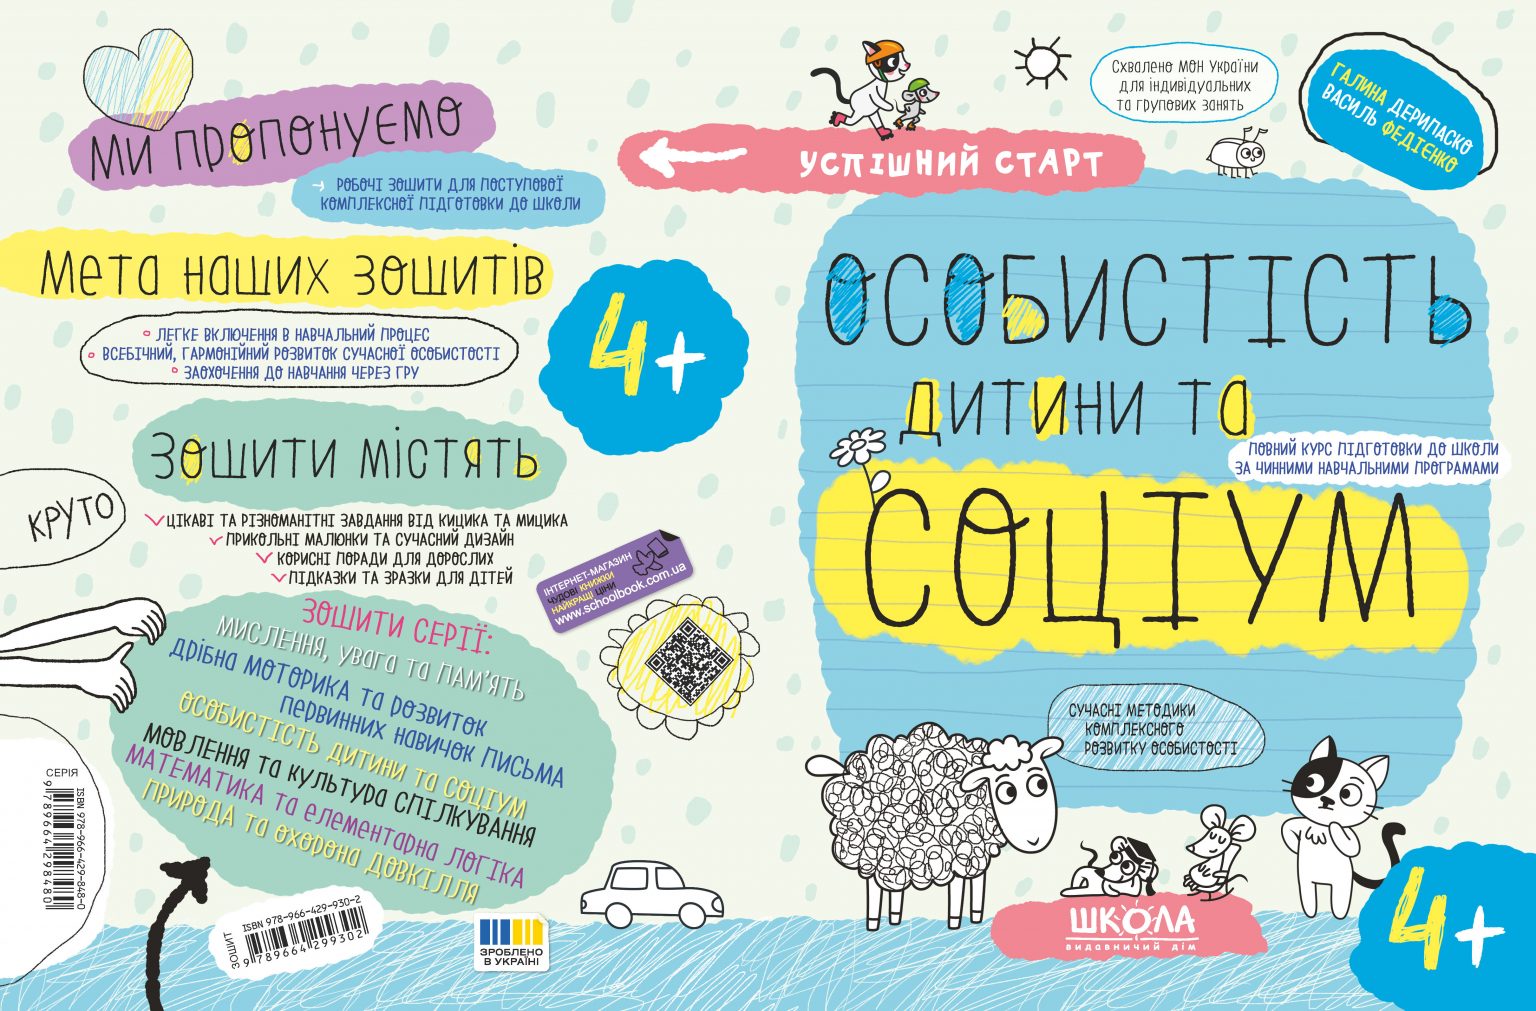 Ми пропонуємо
→ РОБОЧІ ЗОШИТИ ДЛЯ ПОСТУПОВОЇ
КОМПЛЕКСНОЇ ПІДГОТОВКИ ДО ШКОЛИ
Мета наших зошитів
ЛЕГКЕ ВКЛЮЧЕННЯ В НАВЧАЛЬНИЙ ПРОЦЕС
ВСЕБІЧНИЙ, ГАРМОНІЙНИЙ РОЗВИТОК СУЧАСНОЇ ОСОБИСТОСТІ
ЗАОХОЧЕННЯ ДО НАВЧАННЯ ЧЕРЕЗ ГРУ
4+
Зошити містять
КРУТО
ЦІКАВІ ТА РІЗНОМАНІТНІ ЗАВДАННЯ ВІД КИЦИКА ТА МИЦИКА
ПРИКОЛЬНІ МАЛЮНКИ ТА СУЧАСНИЙ ДИЗАЙН
КОРИСНІ ПОРАДИ ДЛЯ ДОРОСЛИХ
ПІДКАЗКИ ТА ЗРАЗКИ ДЛЯ ДІТЕЙ
ІНТЕРНЕТ-МАГАЗИН
ЧУДОВІ КНИЖКИ
НАЙКРАЩІ ЦІНИ
www.schoolbook.com.ua
ЗОШИТИ СЕРІЇ:
МИСЛЕННЯ, УВАГА ТА ПАМ'ЯТЬ
ДРІБНА МОТОРИКА ТА РОЗВИТОК
ПЕРВИННИХ НАВИЧОК ПИСЬМА
ОСОБИСТІСТЬ ДИТИНИ ТА СОЦІУМ
МОВЛЕННЯ ТА КУЛЬТУРА СПІЛКУВАННЯ
МАТЕМАТИКА ТА ЕЛЕМЕНТАРНА ЛОГІКА
ПРИРОДА ТА ОХОРОНА ДОВКІЛЛЯ
СЕРІЯ
ISBN 978-966-429-848-0
9789664298480
ЗОШИТ
ISBN 978-966-429-930-2
9789664299302
ЗРОБЛЕНО
В УКРАЇНІ
УСПІШНИЙ СТАРТ
Схвалено МОН України
для індивідуальних
та групових занять
ГАЛИНА ДЕРИПАСКО
ВАСИЛЬ ФЕДІЄНКО
ОСОБИСТІСТЬ
ДИТИНИ ТА
ПОВНИЙ КУРС ПІДГОТОВКИ ДО ШКОЛИ
ЗА ЧИННИМИ НАВЧАЛЬНИМИ ПРОГРАМАМИ
СОЦІУМ
СУЧАСНІ МЕТОДИКИ
КОМПЛЕКСНОГО
РОЗВИТКУ ОСОБИСТОСТІ
ШКОЛА
видавничий дім
4+